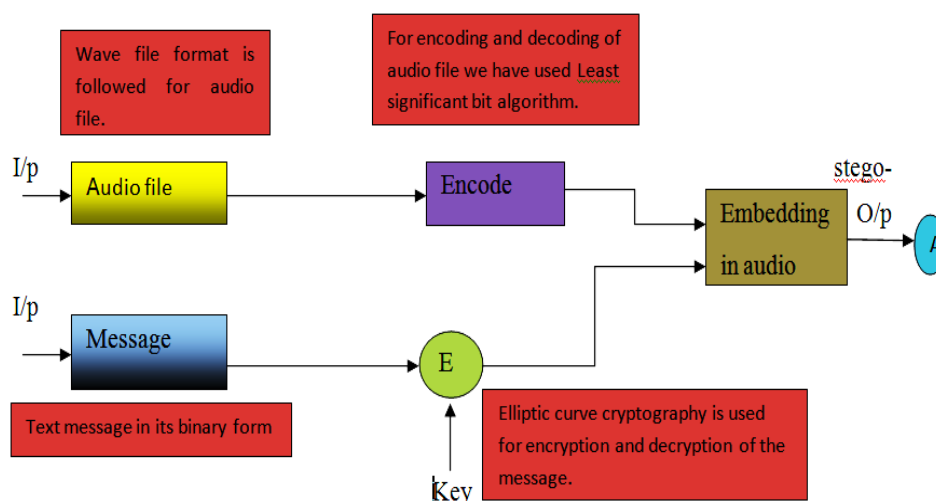 Wave file format is
followed for audio
file.
For encoding and decoding of
audio file we have used Least
significant bit algorithm.
I/p
Audio file
Encode
stego-
Embedding
in audio
O/p
A
I/p
Message
E
Text message in its binary form
Elliptic curve cryptography is used
for encryption and decryption of the
message.
Key